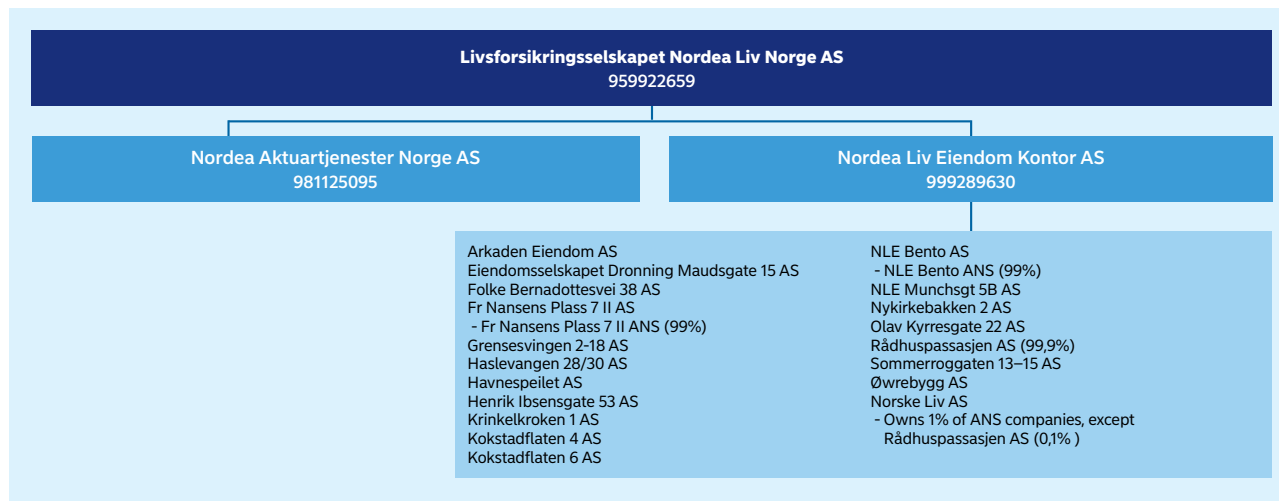 Livsforsikringsselskapet Nordea Liv Norge AS
959922659
Nordea Aktuartjenester Norge AS
981125095
Nordea Liv Eiendom Kontor AS
999289630
Arkaden Eiendom AS
Eiendomsselskapet Dronning Maudsgate 15 AS
Folke Bernadottesvei 38 AS
Fr Nansens Plass 7 II AS
- Fr Nansens Plass 7 II ANS (99%)
Grensesvingen 2-18 AS
Haslevangen 28/30 AS
Havnespeilet AS
Henrik Ibsensgate 53 AS
Krinkelkroken 1 AS
Kokstadflaten 4 AS
Kokstadflaten 6 AS
NLE Bento AS
- NLE Bento ANS (99%)
NLE Munchsgt 5B AS
Nykirkebakken 2 AS
Olav Kyrresgate 22 AS
Rådhuspassasjen AS (99,9%)
Sommerroggaten 13–15 AS
Øwrebygg AS
Norske Liv AS
- Owns 1% of ANS companies, except
Rådhuspassasjen AS (0,1% )